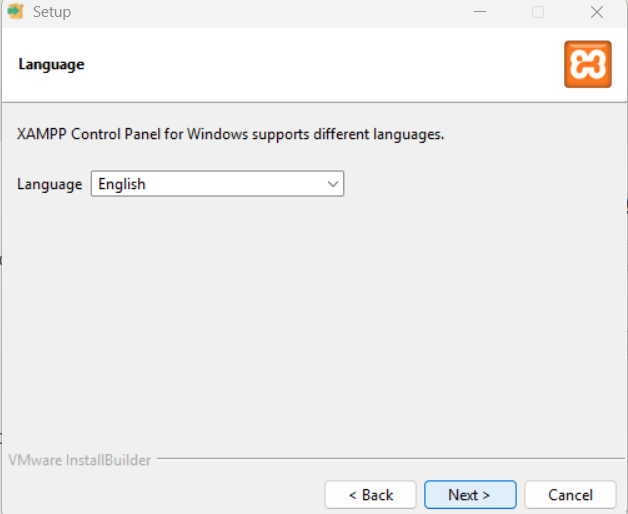 Setup
Language
XAMPP Control Panel for Windows supports different languages.
Language English
VMware InstallBuilder
< Back Next > Cancel